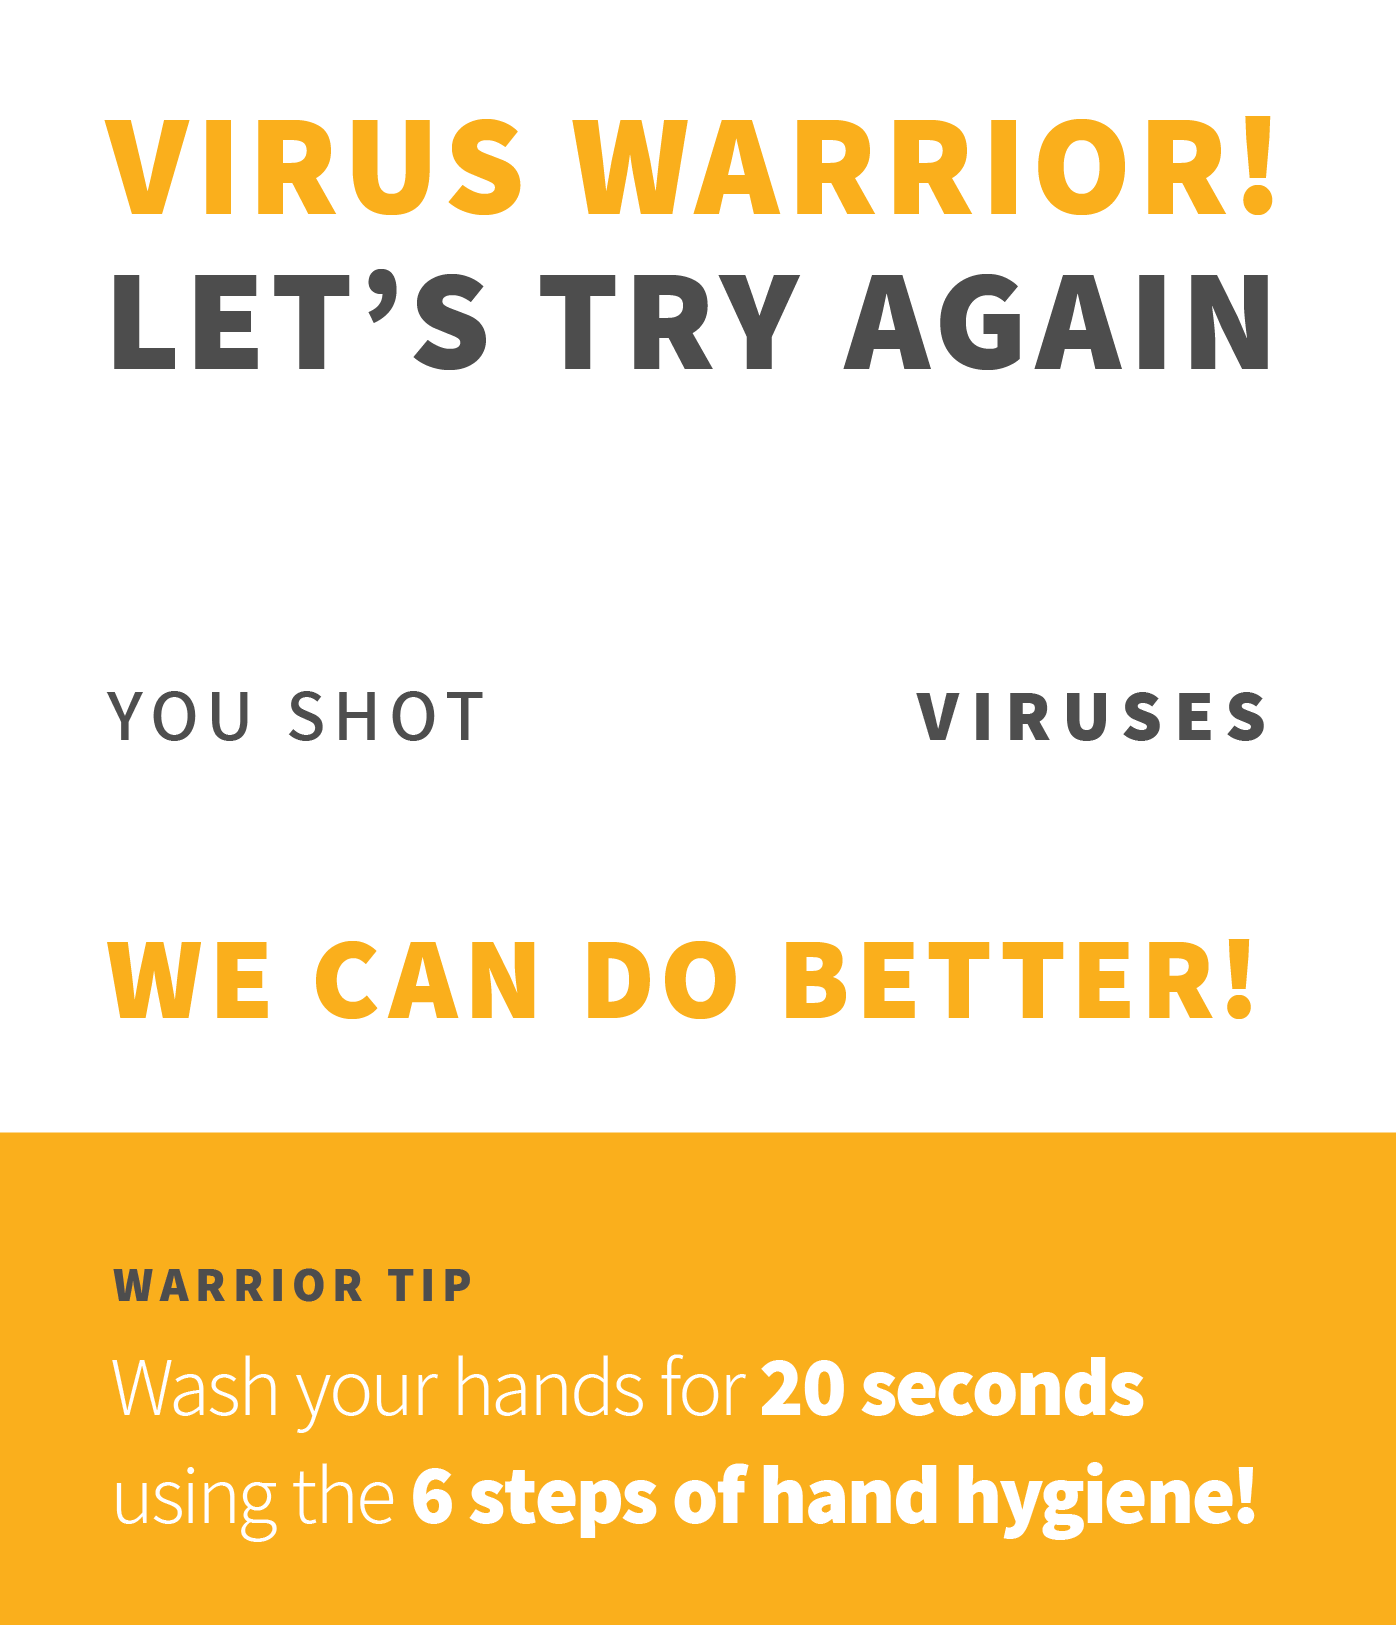 VIRUS WARRIOR!
LET’S TRY AGAIN
YOU SHOT VIRUSES
WE CAN DO BETTER!
WARRIOR TIP
Wash your hands for 20 seconds
using the 6 steps of hand hygiene!